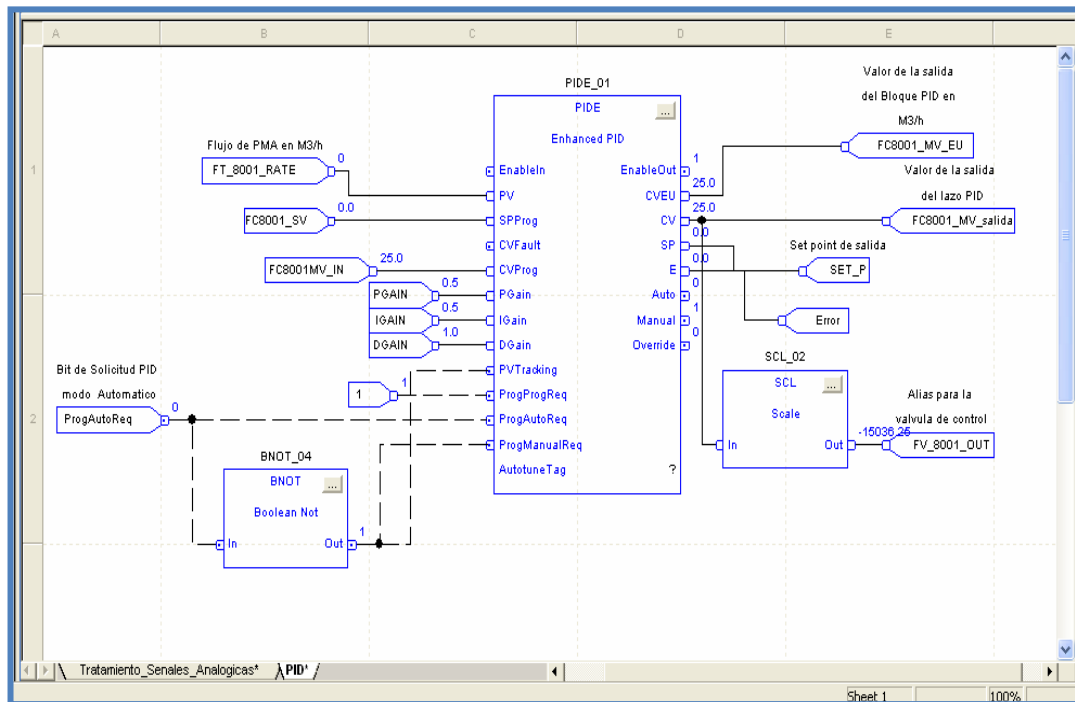 A B C D E
1
2
Flujo de PMA en M3/h
FT_8001_RATE
0
FC8001_SV
0.0
FC8001MV_IN
25.0
PGAIN
0.5
IGAIN
0.5
DGAIN
1.0
Bit de Solicitud PID
modo Automatico
ProgAutoReq
0
1
1
BNOT_04
BNOT
...
Boolean Not
In
Out
1
PIDE_01
PIDE
...
Enhanced PID
EnableIn
PV
SPProg
CVFault
CVProg
PGain
IGain
DGain
PVTracking
ProgProgReq
ProgAutoReq
ProgManualReq
AutotuneTag
?
EnableOut
1
CVEU
25.0
CV
25.0
SP
0.0
E
0.0
Auto
0
Manual
1
Override
0
Valor de la salida
del Bloque PID en
M3/h
FC8001_MV_EU
Valor de la salida
del lazo PID
FC8001_MV_salida
Set point de salida
SET_P
Error
SCL_02
SCL
...
Scale
In
Out
-15036.25
Alias para la
valvula de control
FV_8001_OUT
Tratamiento_Senales_Analogicas*
PID*
Sheet 1
100%